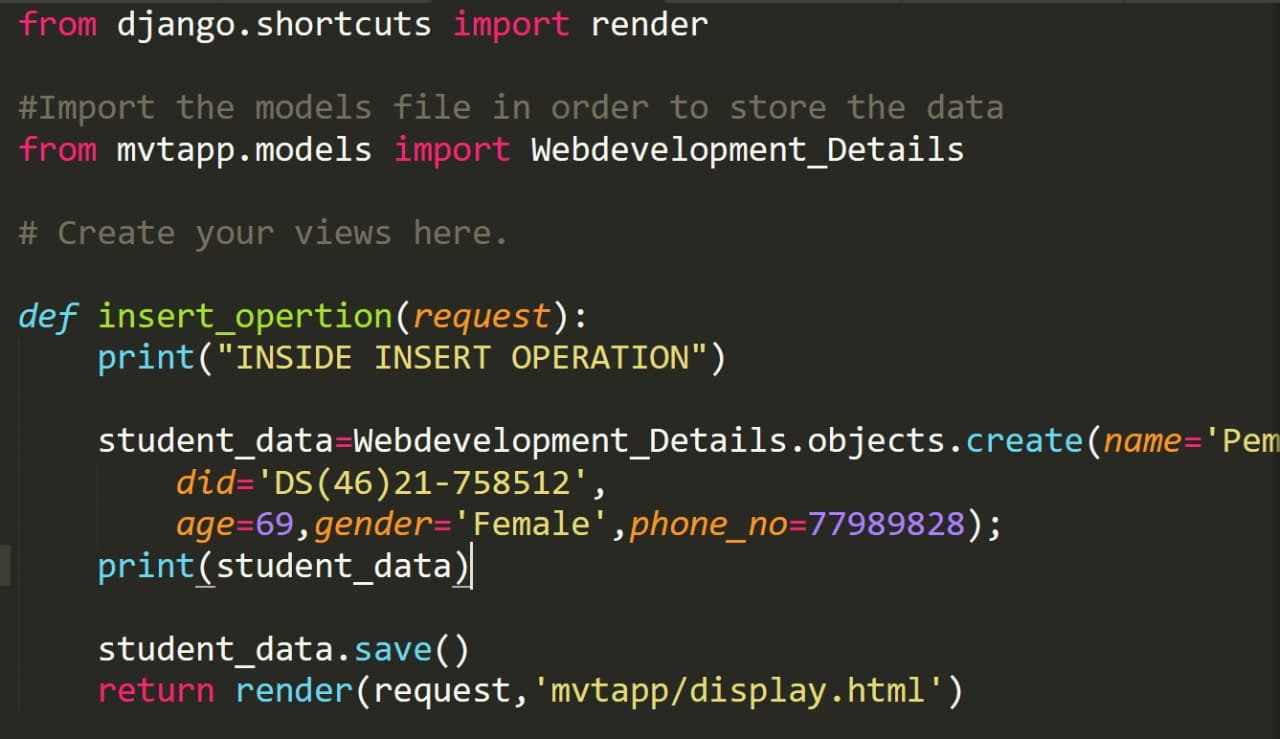 from django.shortcuts import render
#Import the models file in order to store the data
from mvtapp.models import Webdevelopment_Details
# Create your views here.
def insert_opertion(request):
print("INSIDE INSERT OPERATION")
student_data=Webdevelopment_Details.objects.create(name='Pem
did='DS(46)21-758512',
age=69,gender='Female',phone_no=77989828);
print(student_data)
student_data.save()
return render(request,'mvtapp/display.html')